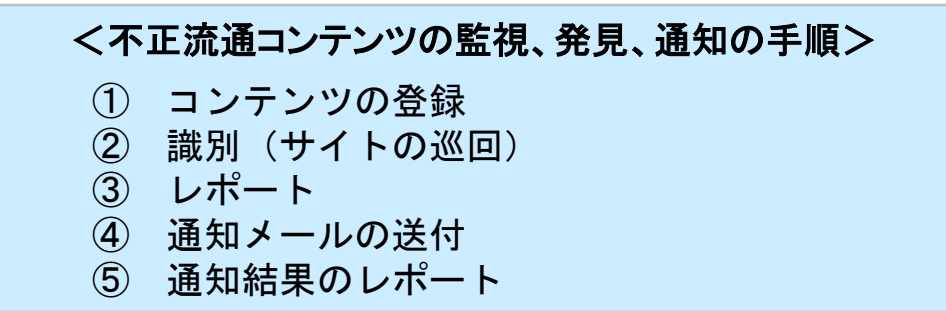 ＜不正流通コンテンツの監視、発見、通知の手順＞
①　コンテンツの登録
②　識別（サイトの巡回）
③　レポート
④　通知メールの送付
⑤　通知結果のレポート